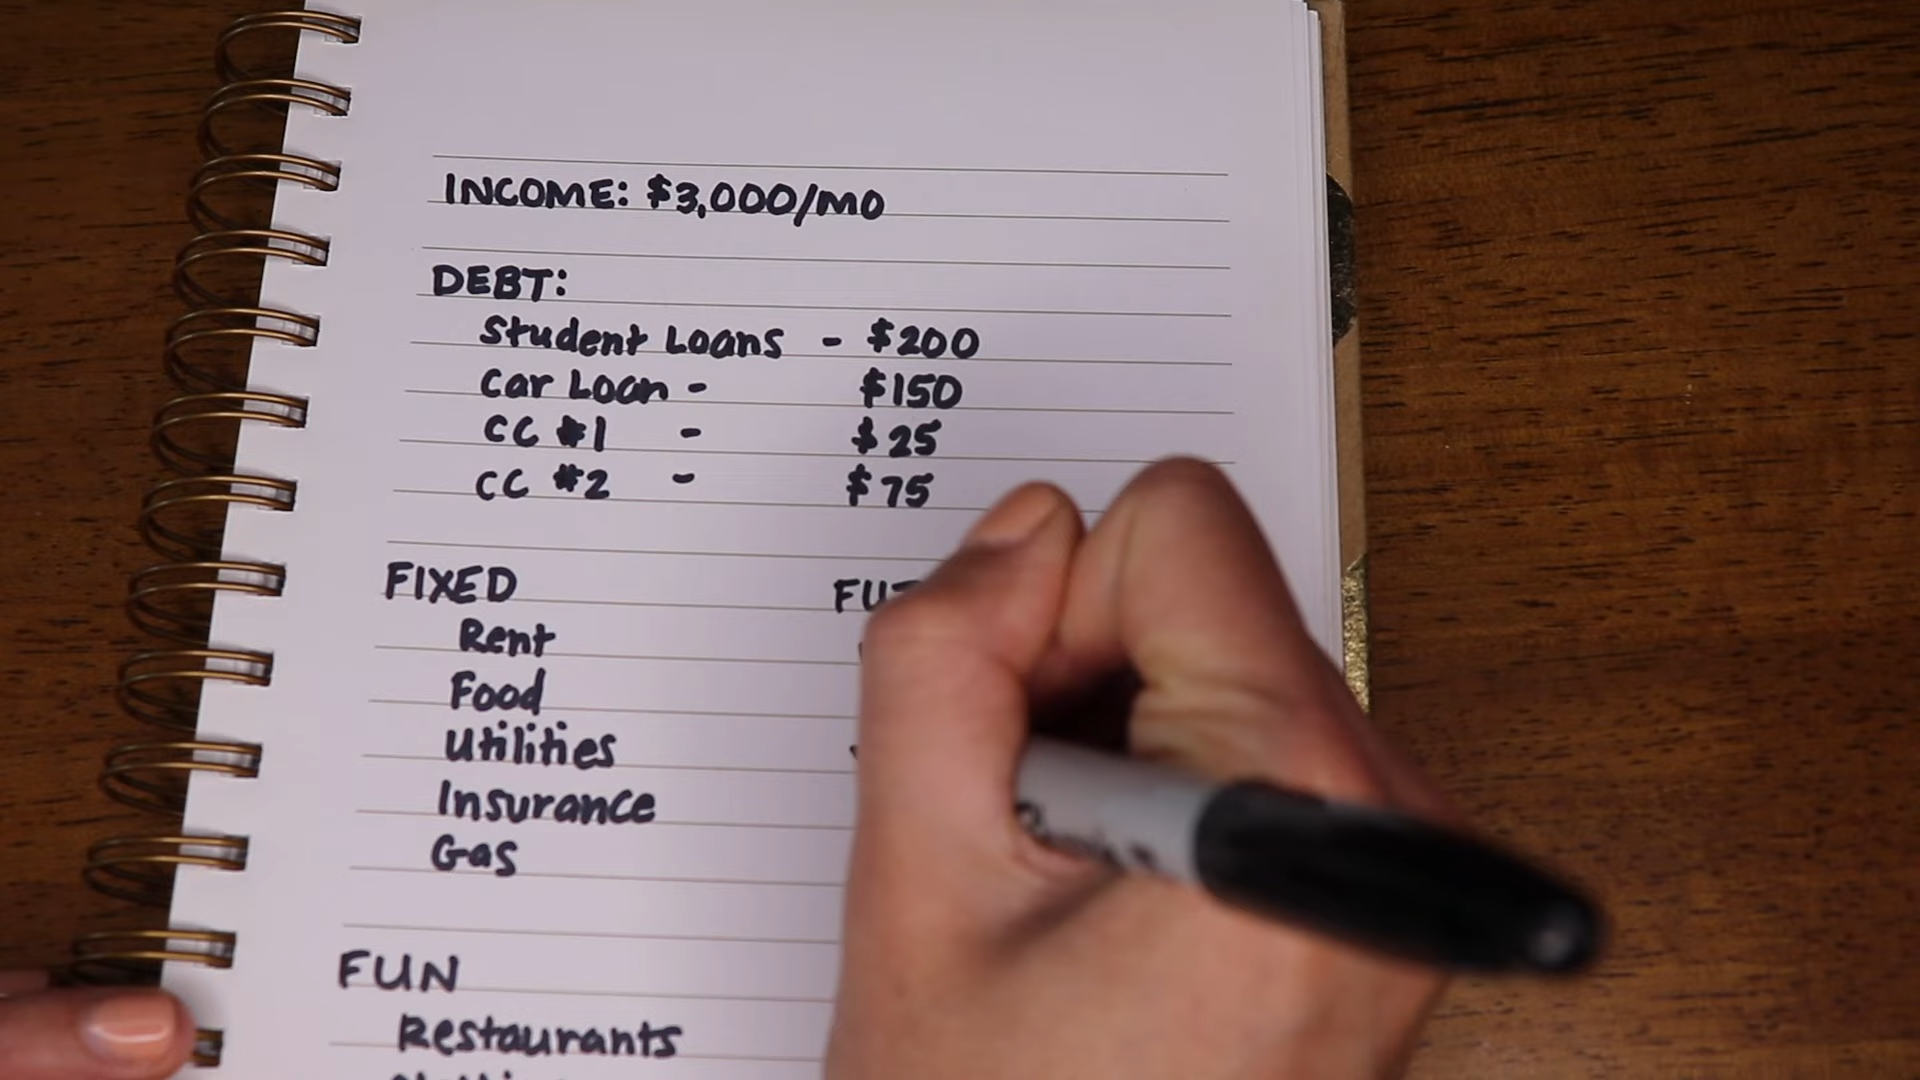 INCOME: $3,000/MO
DEBT:
Student Loans - $200
Car Loan - $150
CC #1 - $25
CC #2 - $75
FIXED
Rent
Food
Utilities
Insurance
Gas
FUN
Restaurants